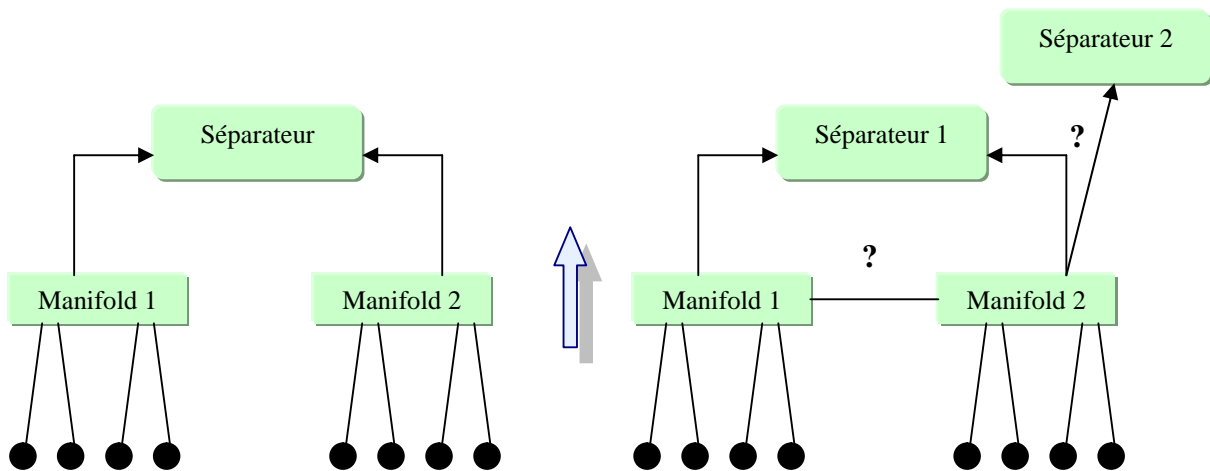 Séparateur 2
Séparateur
Séparateur 1
?
?
Manifold 1
Manifold 2
Manifold 1
Manifold 2